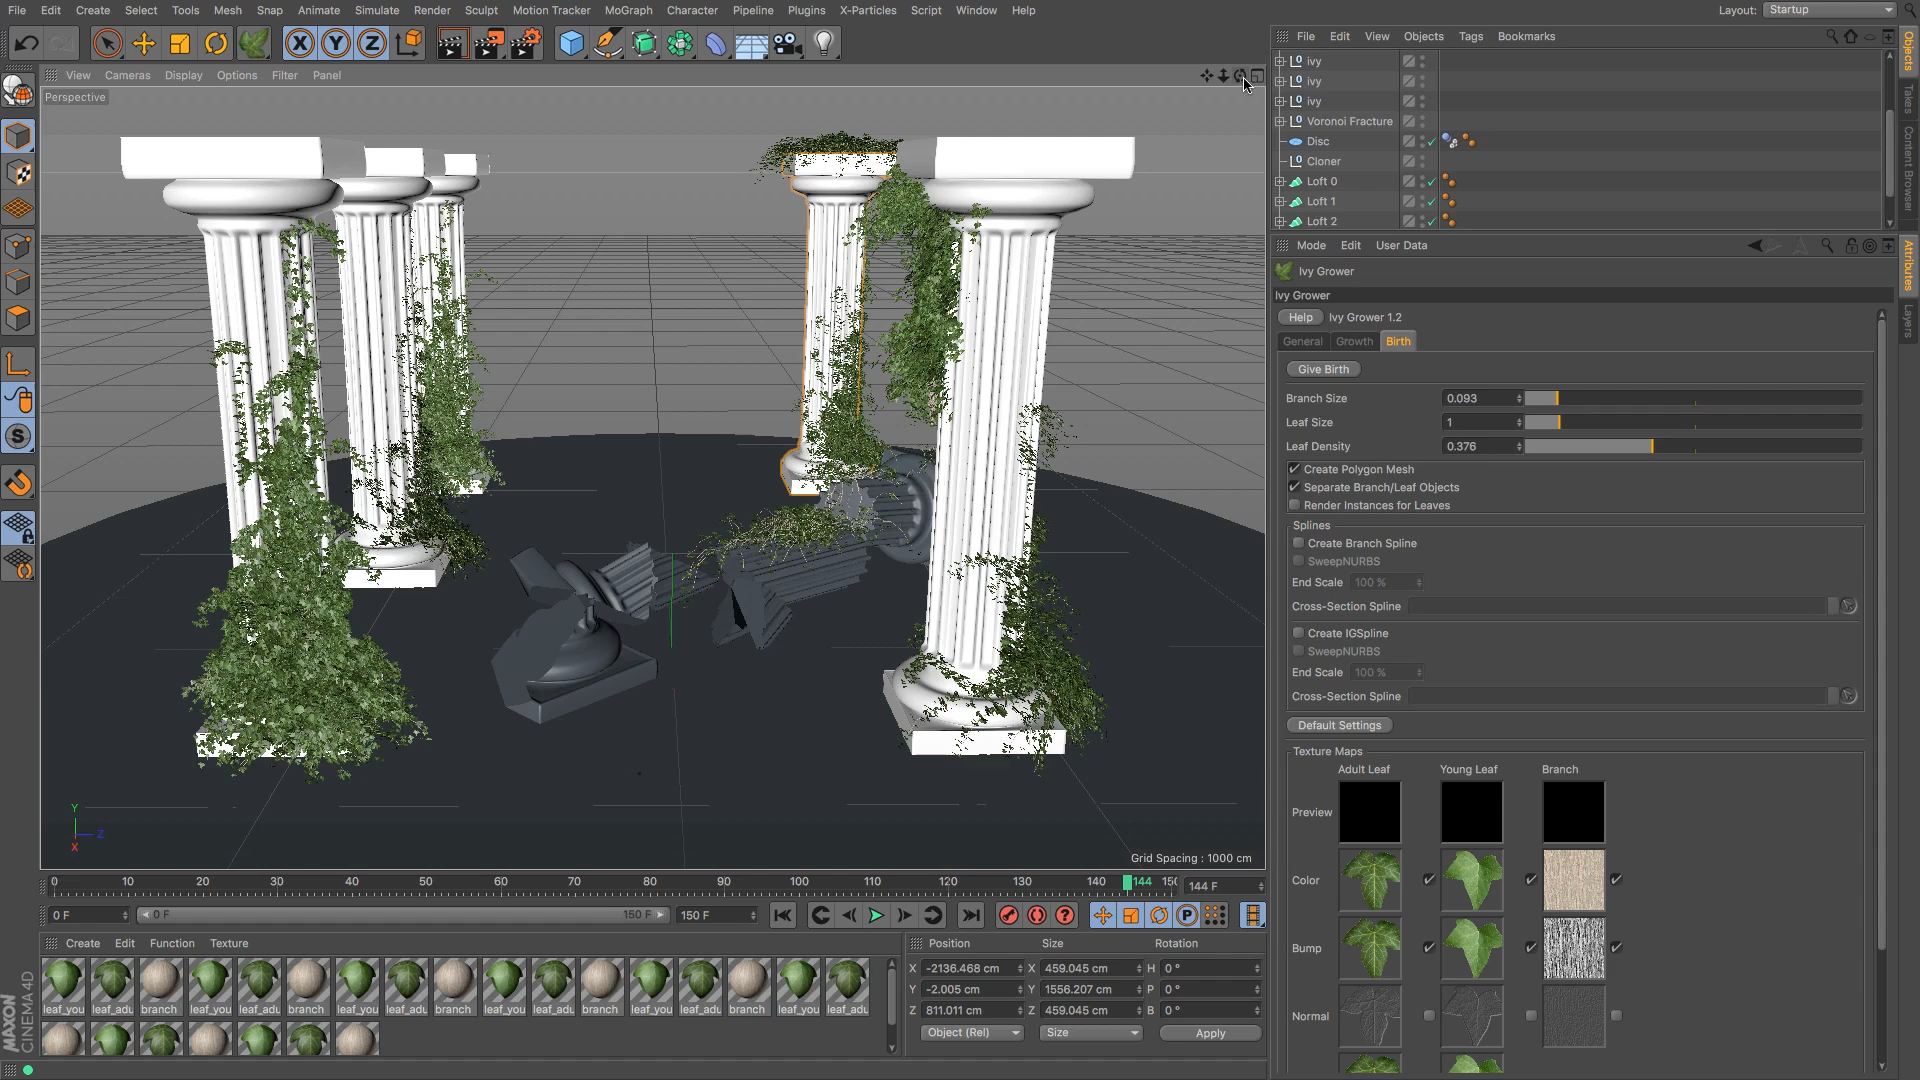 File Edit Create Select Tools Mesh Snap Animate Simulate Render Sculpt Motion Tracker MoGraph Character Pipeline Plugins X-Particles Script Window Help Layout: Startup
File Edit View Objects Tags Bookmarks
Objects
Takes
Content Browser
ivy
ivy
ivy
Voronoi Fracture
Disc
Cloner
Loft 0
Loft 1
Loft 2
View Cameras Display Options Filter Panel
Perspective
Grid Spacing : 1000 cm
Y
Z
X
Mode Edit User Data
Attributes
Layers
Ivy Grower
Ivy Grower
Help Ivy Grower 1.2
General Growth Birth
Give Birth
Branch Size 0.093
Leaf Size 1
Leaf Density 0.376
Create Polygon Mesh
Separate Branch/Leaf Objects
Render Instances for Leaves
Splines
Create Branch Spline
SweepNURBS
End Scale 100 %
Cross-Section Spline
Create IGSpline
SweepNURBS
End Scale 100 %
Cross-Section Spline
Default Settings
Texture Maps
Adult Leaf Young Leaf Branch
Preview
Color
Bump
Normal
0 10 20 30 40 50 60 70 80 90 100 110 120 130 140 144 150 144 F
0 F 0 F 150 F 150 F
Create Edit Function Texture
leaf_you leaf_adu branch leaf_you leaf_adu branch leaf_you leaf_adu branch leaf_you leaf_adu branch leaf_you leaf_adu branch leaf_you leaf_adu
Position Size Rotation
X -2136.468 cm X 459.045 cm H 0 °
Y -2.005 cm Y 1556.207 cm P 0 °
Z 811.011 cm Z 459.045 cm B 0 °
Object (Rel) Size Apply
MAXON
CINEMA 4D